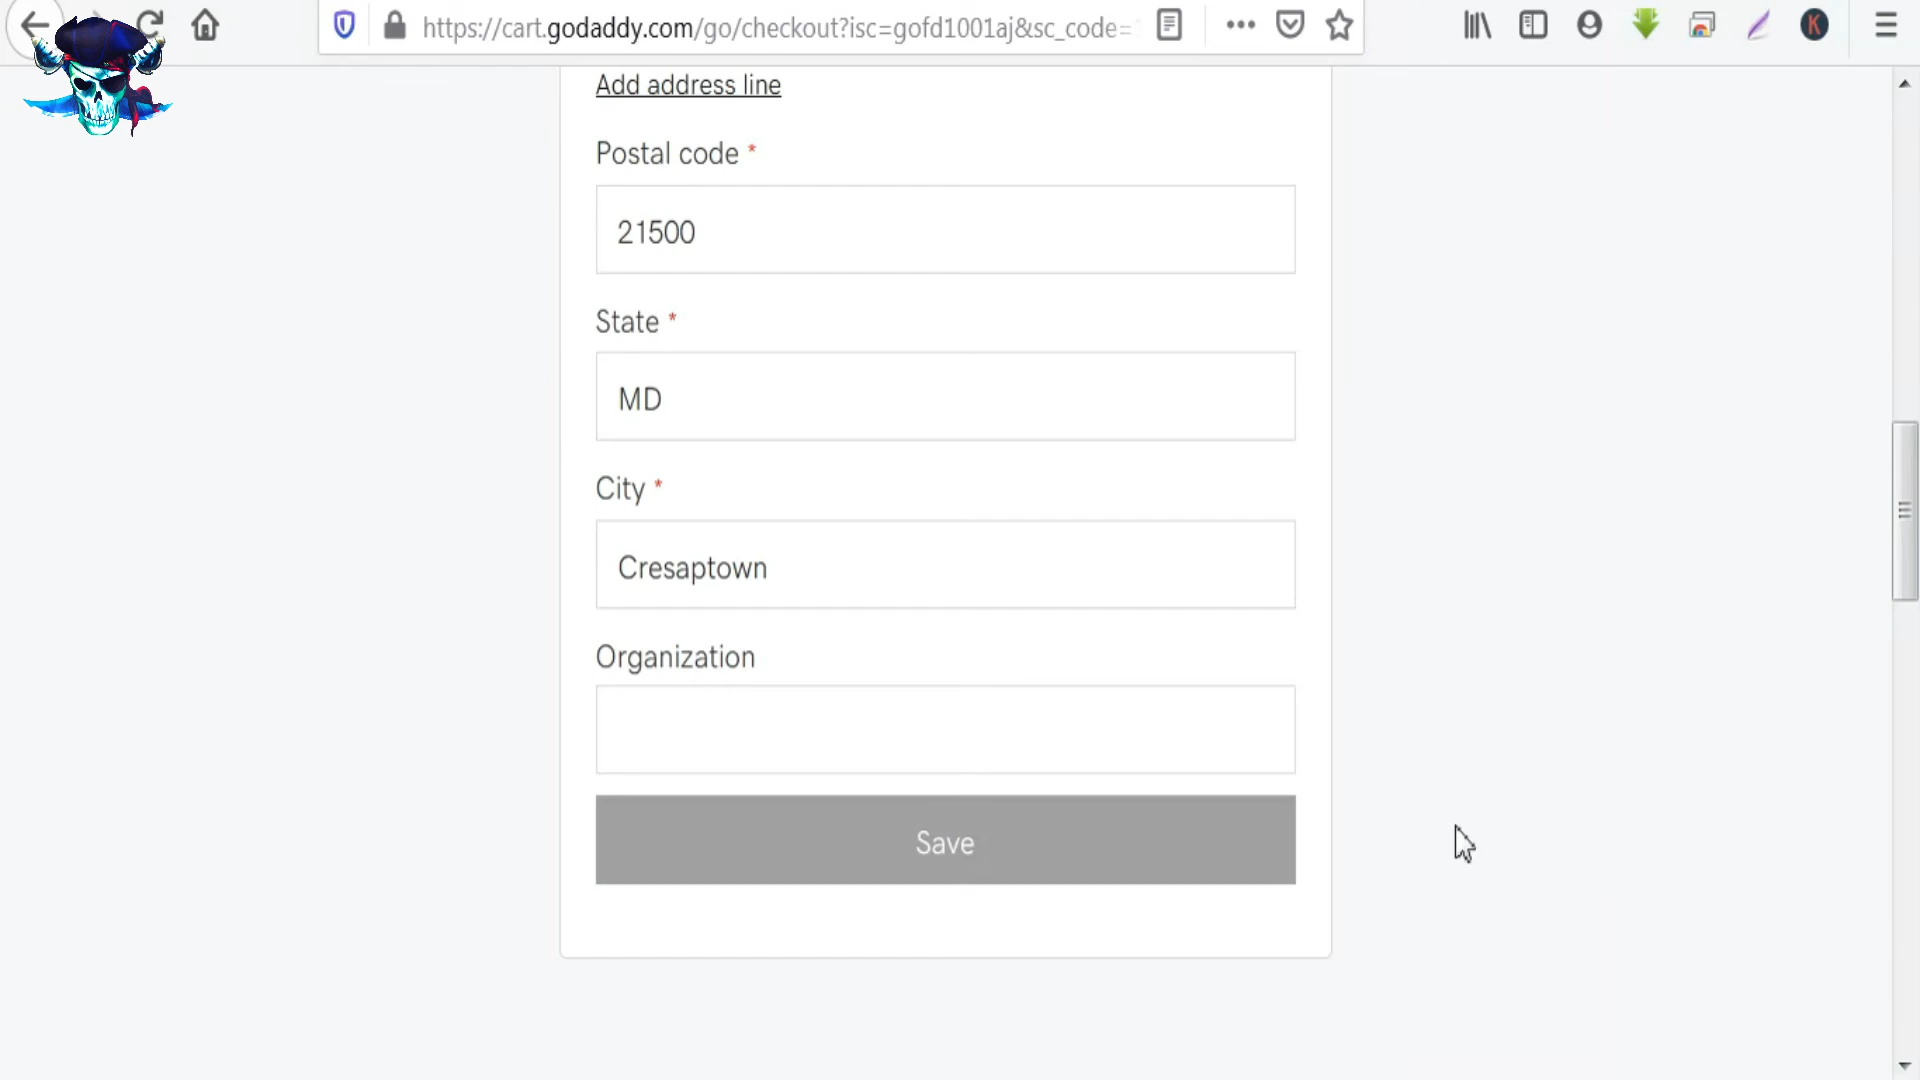 https://cart.godaddy.com/go/checkout?isc=gofd1001aj&sc_code=
K
Add address line
Postal code *
21500
State *
MD
City *
Cresaptown
Organization
Save